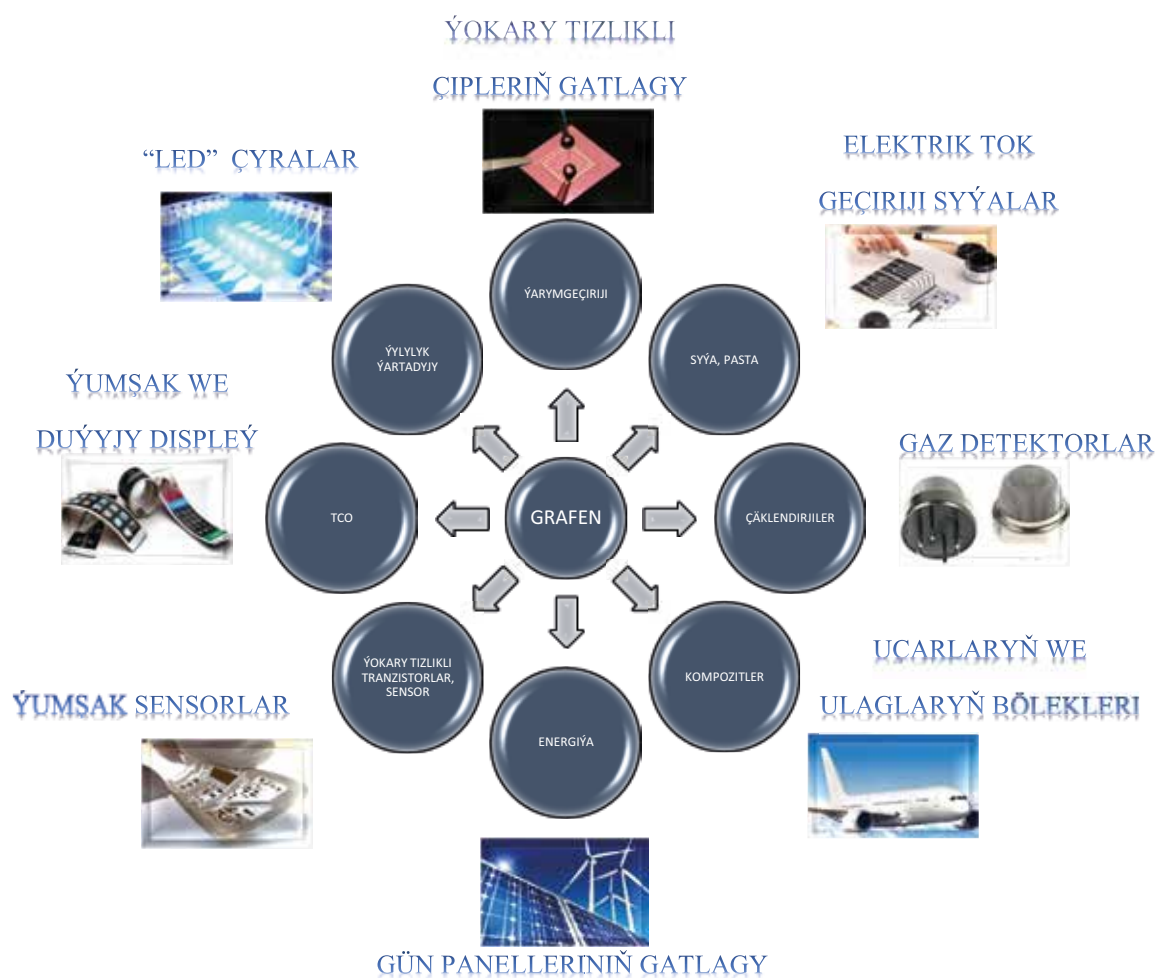 ÝOKARY TIZLIKLI
ÇIPLERIŇ GATLAGY
“LED” ÇYRALAR
ELEKTRIK TOK
GEÇIRIJI SYÝALAR
ÝARYMGEÇIRIJI
ÝYLYLYK
ÝARTADYJY
SYÝA, PASTA
ÝUMŞAK WE
DUÝYJY DISPLEÝ
GAZ DETEKTORLAR
TCO
GRAFEN
ÇÄKLENDIRJILER
ÝOKARY TIZLIKLI
TRANZISTORLAR,
SENSOR
KOMPOZITLER
UÇARLARYŇ WE
ULAGLARYŇ BÖLEKLERI
ÝUMŞAK SENSORLAR
ENERGIÝA
GÜN PANELLERINIŇ GATLAGY